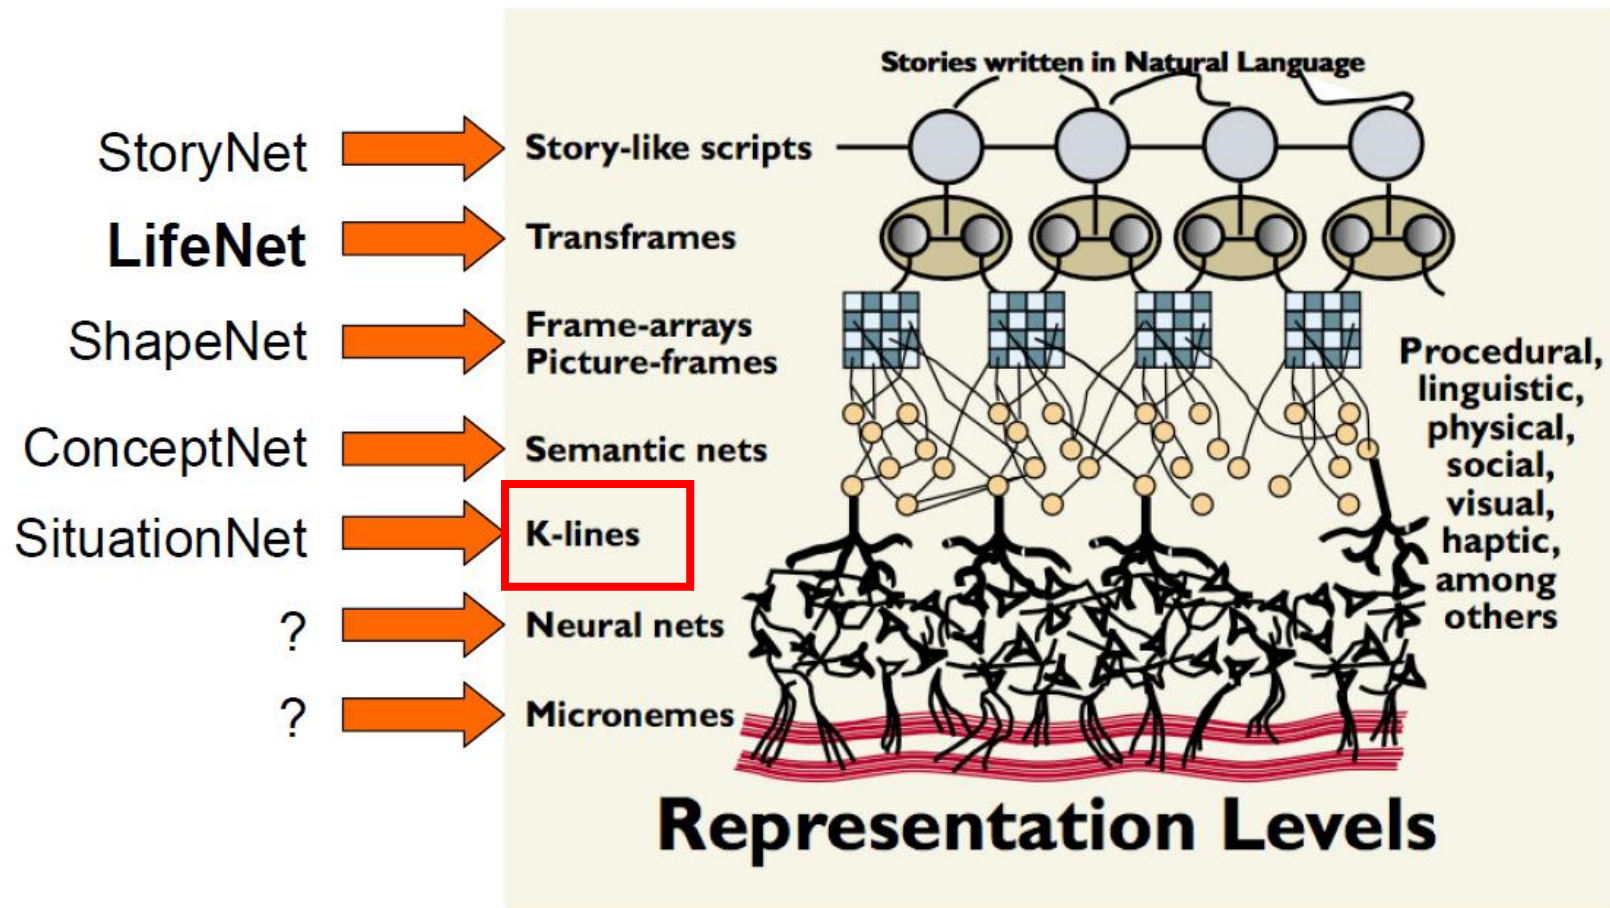 Stories written in Natural Language
StoryNet
Story-like scripts
LifeNet
Transframes
ShapeNet
Frame-arrays
Picture-frames
ConceptNet
Semantic nets
SituationNet
K-lines
?
Neural nets
?
Micronemes
Procedural,
linguistic,
physical,
social,
visual,
haptic,
among
others
Representation Levels